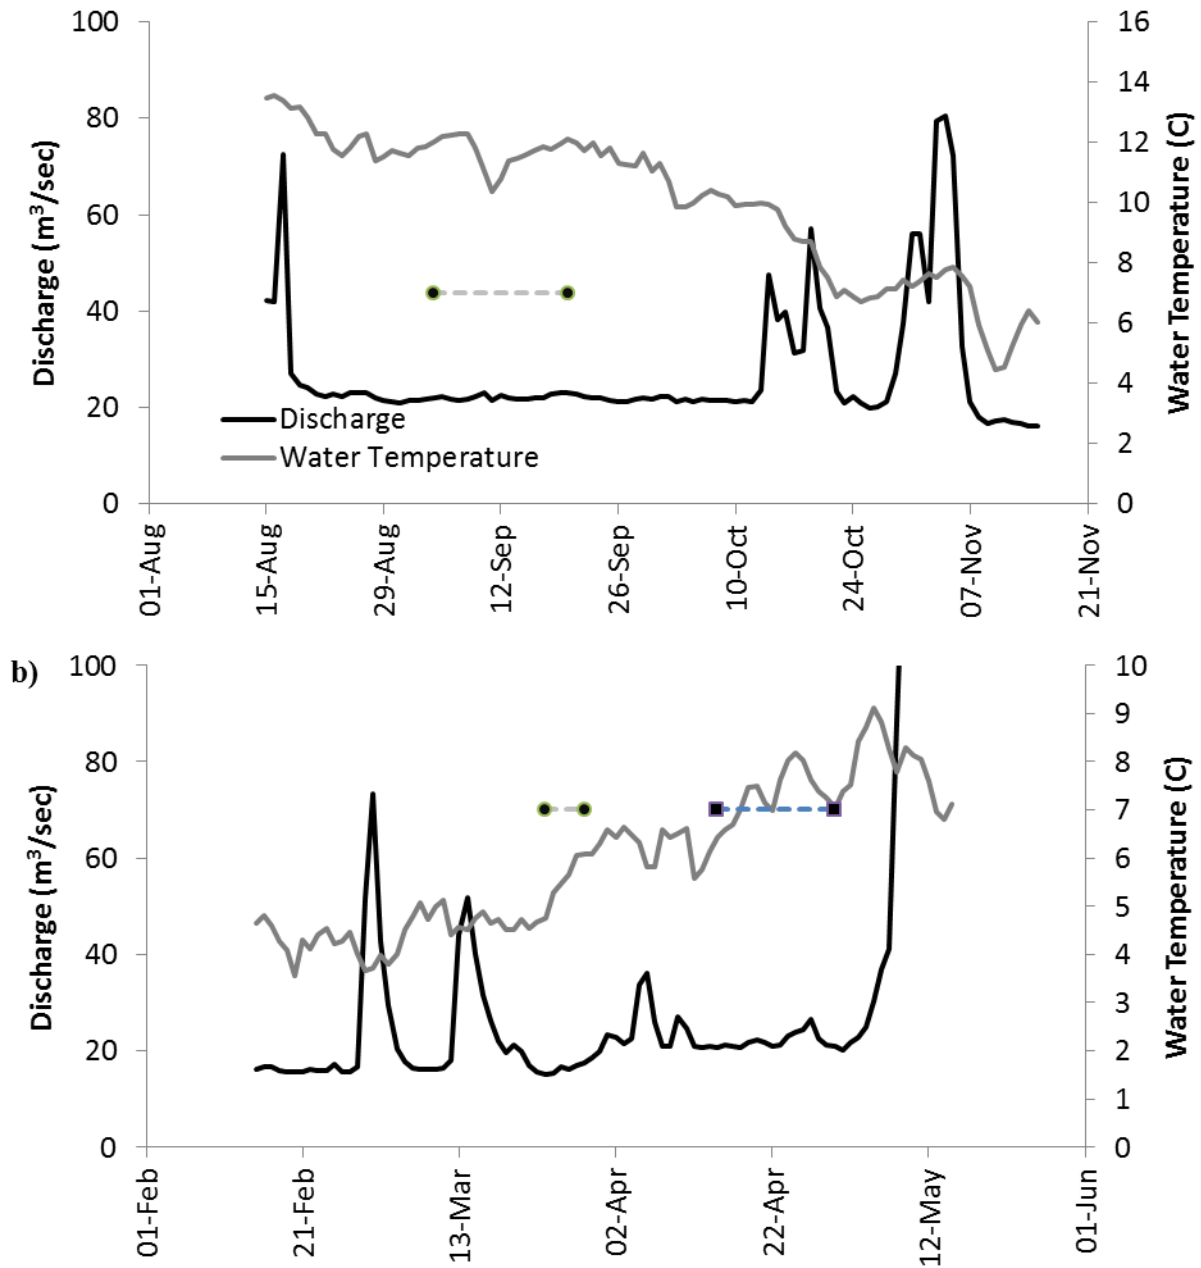 100
80
60
40
20
0
Discharge (m³/sec)
16
14
12
10
8
6
4
2
0
Water Temperature (C)
Discharge
Water Temperature
01-Aug
15-Aug
29-Aug
12-Sep
26-Sep
10-Oct
24-Oct
07-Nov
21-Nov
b)
100
80
60
40
20
0
Discharge (m³/sec)
10
9
8
7
6
5
4
3
2
1
0
Water Temperature (C)
01-Feb
21-Feb
13-Mar
02-Apr
22-Apr
12-May
01-Jun